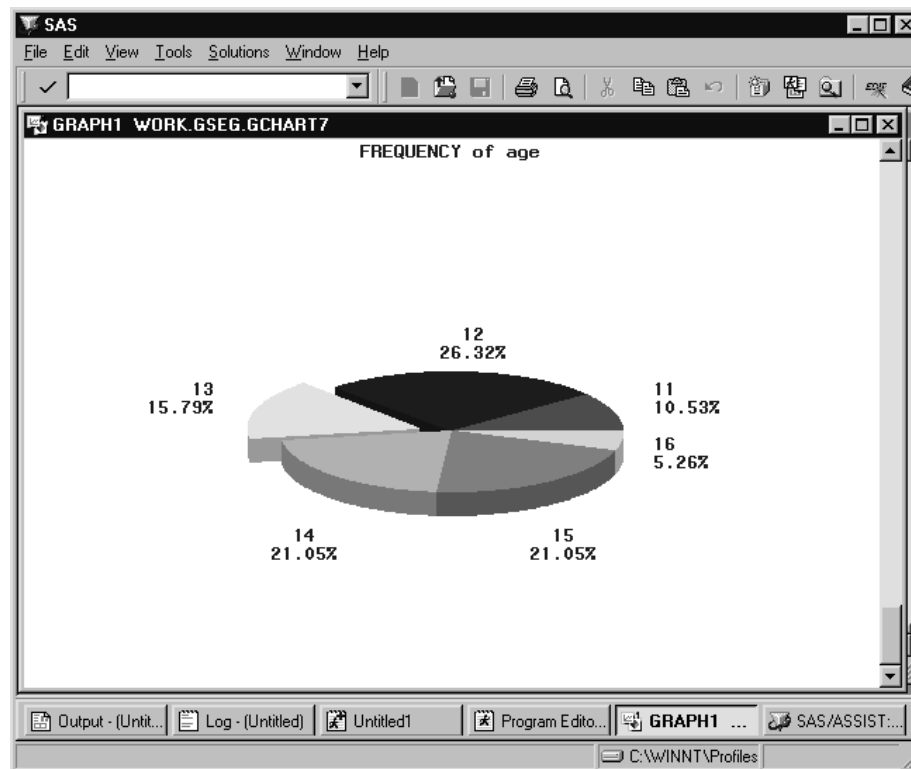 SAS
File Edit View Tools Solutions Window Help
GRAPH1 WORK.GSEG.GCHART7
FREQUENCY of age
12
26.32%
13
15.79%
11
10.53%
16
5.26%
14
21.05%
15
21.05%
Output - (Untit... Log - (Untitled) Untitled1 Program Edito... GRAPH1 ... SAS/ASSIST:...
C:\WINNT\Profiles